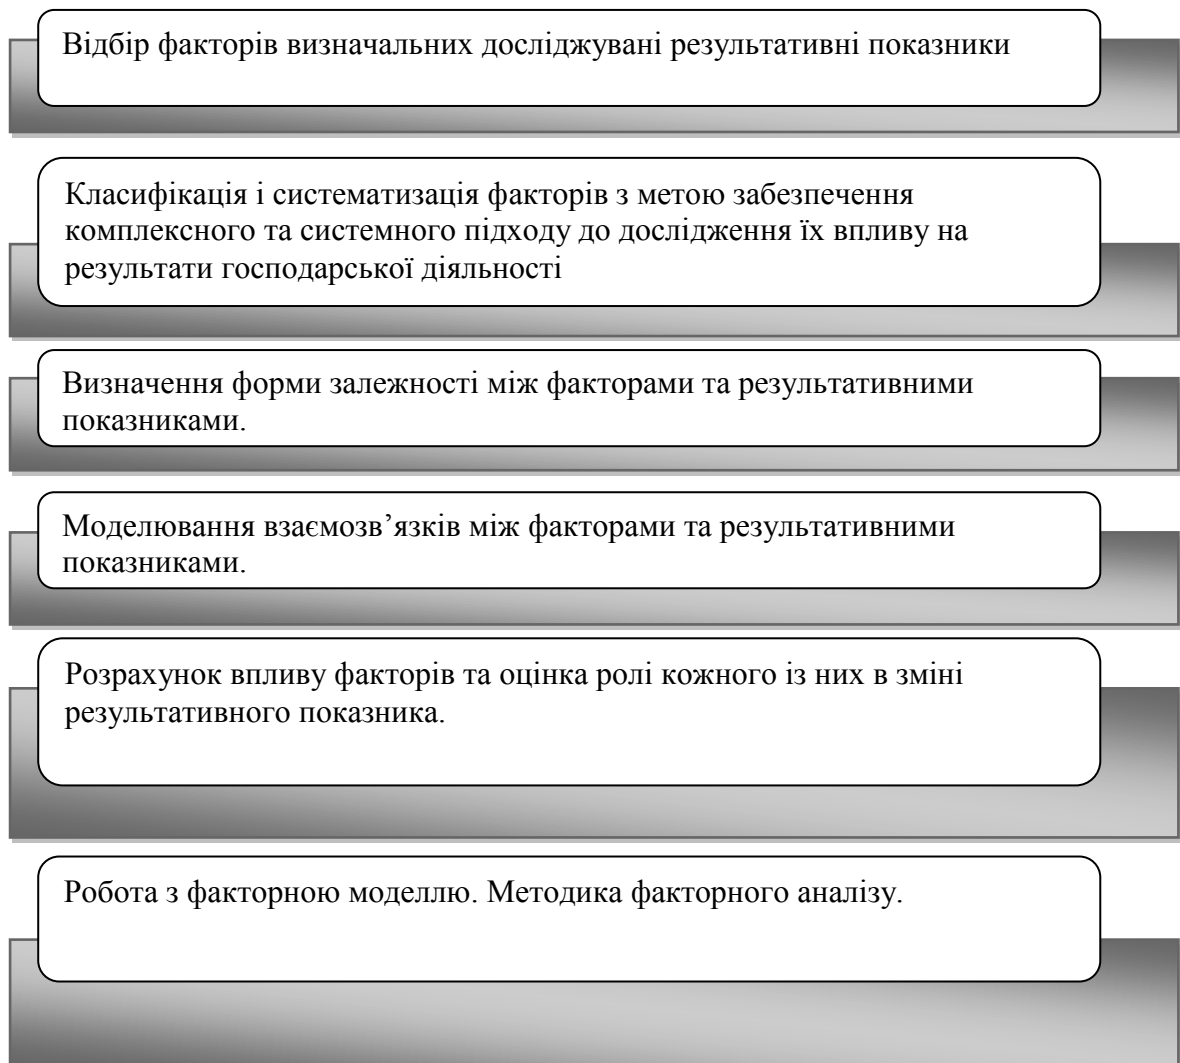 Відбір факторів визначальних досліджувані результативні показники
Класифікація і систематизація факторів з метою забезпечення
комплексного та системного підходу до дослідження їх впливу на
результати господарської діяльності
Визначення форми залежності між факторами та результативними
показниками.
Моделювання взаємозв’язків між факторами та результативними
показниками.
Розрахунок впливу факторів та оцінка ролі кожного із них в зміні
результативного показника.
Робота з факторною моделлю. Методика факторного аналізу.